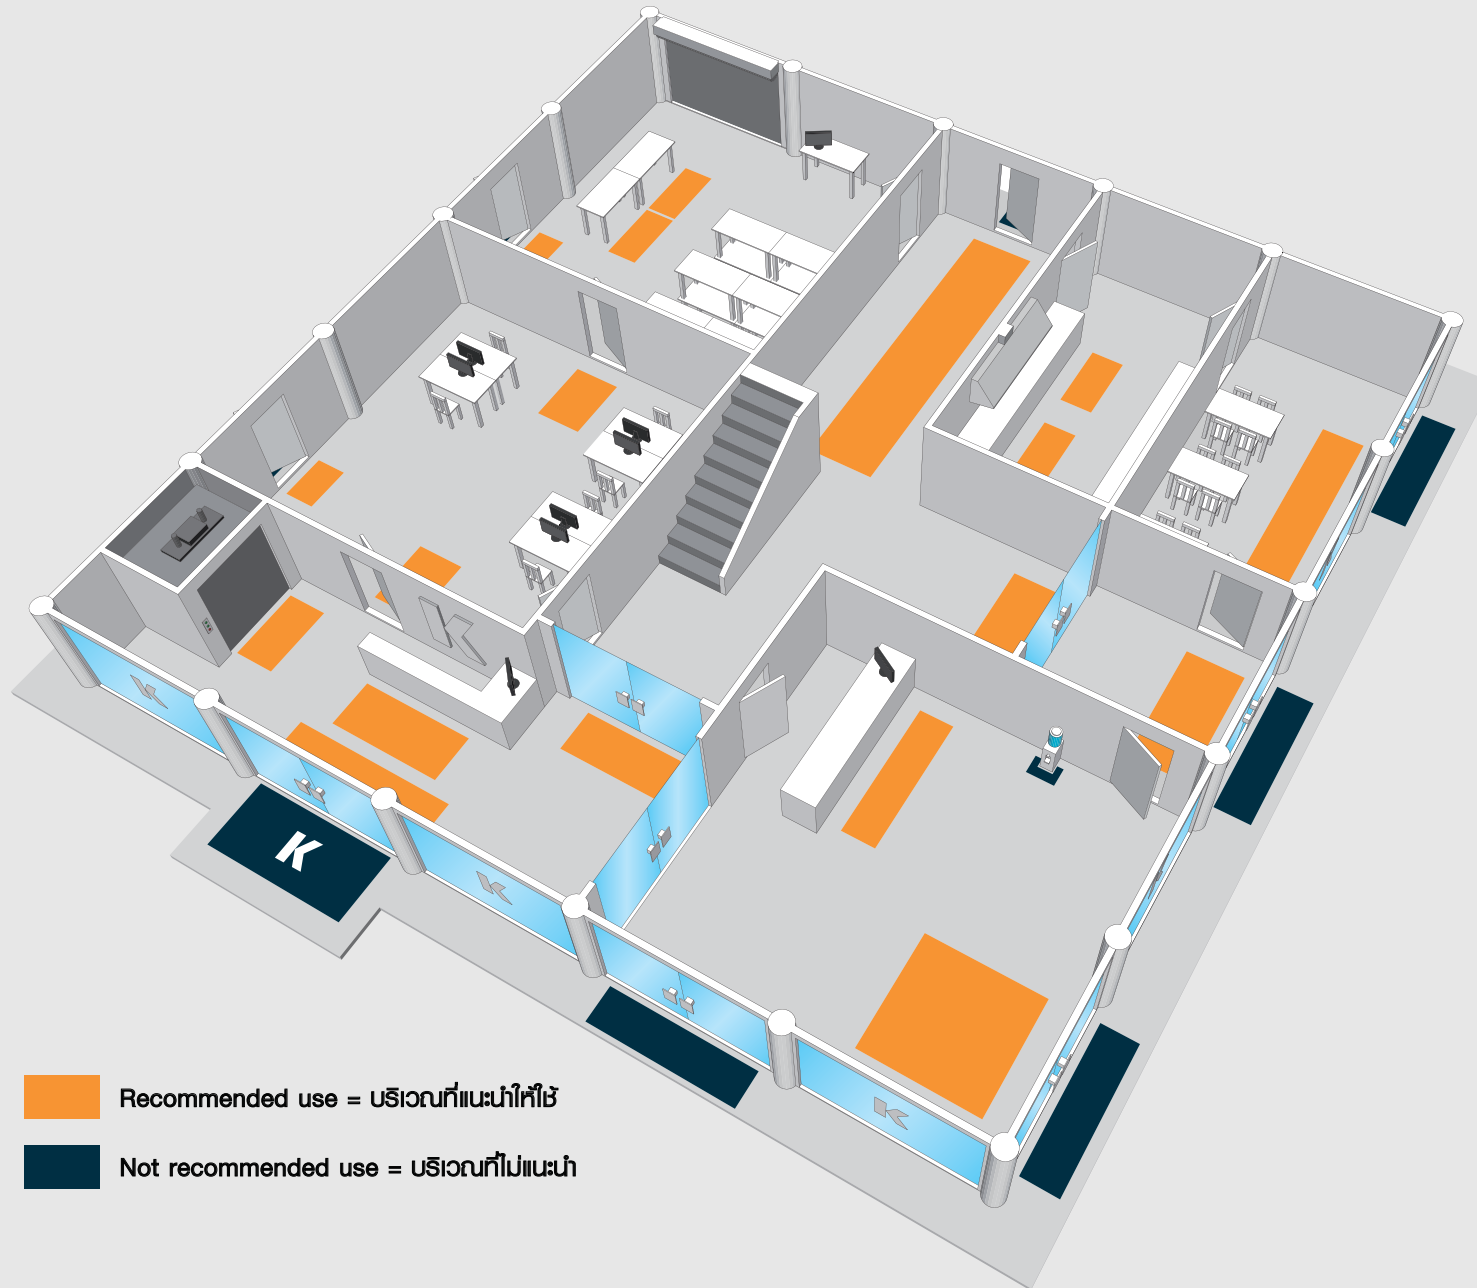 K
Recommended use = บริเวณที่แนะนำให้ใช้
Not recommended use = บริเวณที่ไม่แนะนำ